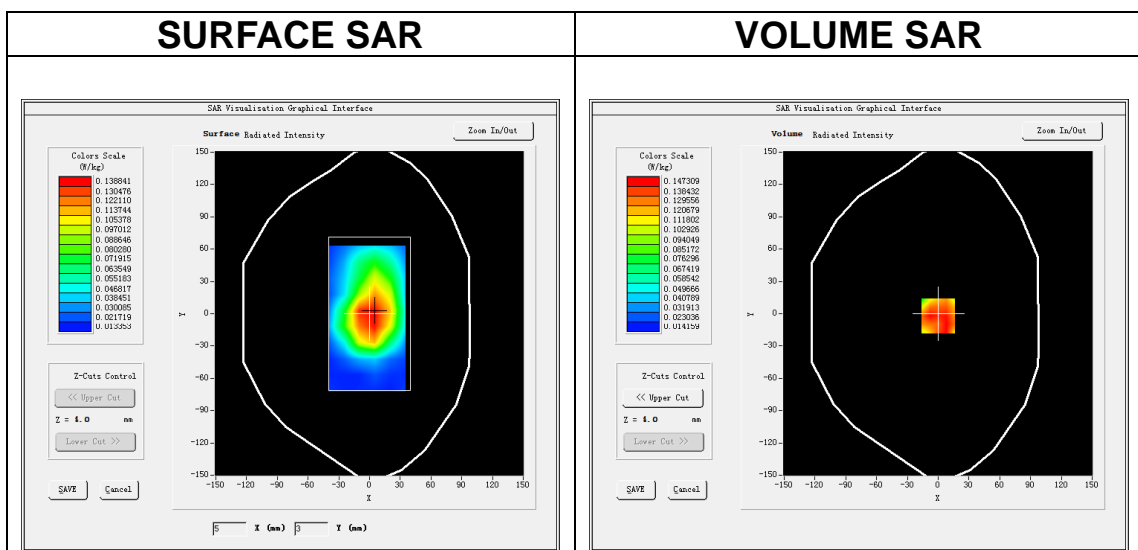 SURFACE SAR
VOLUME SAR
SAR Visualisation Graphical Interface
Surface Radiated Intensity
Zoom In/Out
Colors Scale
(W/kg)
0.138841
0.130476
0.122110
0.113744
0.105378
0.097012
0.088646
0.080280
0.071915
0.063549
0.055183
0.046817
0.038451
0.030085
0.021719
0.013353
Z-Cuts Control
<< Upper Cut
Z = 4.0 mm
Lower Cut >>
SAVE Cancel
150
120
90
60
30
0
-30
-60
-90
-120
-150
Y
-150 -120 -90 -60 -30 0 30 60 90 120 150
X
5 X (mm) 3 Y (mm)
SAR Visualisation Graphical Interface
Volume Radiated Intensity
Zoom In/Out
Colors Scale
(W/kg)
0.147309
0.138432
0.129556
0.120679
0.111802
0.102926
0.094049
0.085172
0.076296
0.067419
0.058542
0.049666
0.040789
0.031913
0.023036
0.014159
Z-Cuts Control
<< Upper Cut
Z = 4.0 mm
Lower Cut >>
SAVE Cancel
150
120
90
60
30
0
-30
-60
-90
-120
-150
Y
-150 -120 -90 -60 -30 0 30 60 90 120 150
X